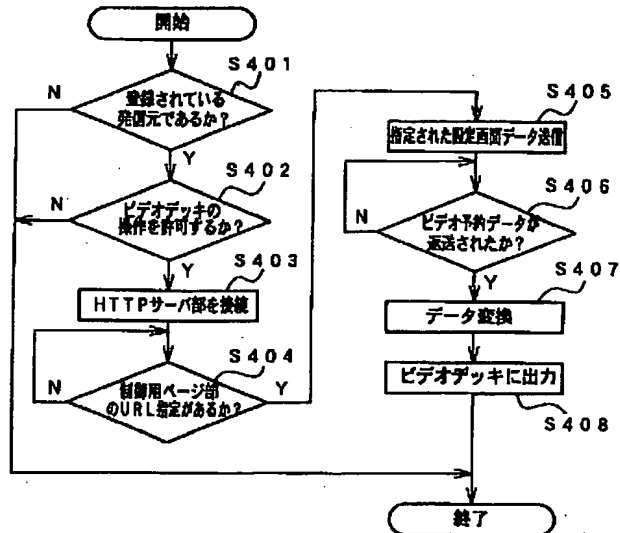 開始
S401
登録されている
発信元であるか?
N
Y
S402
ビデオデッキの
操作を許可するか?
N
Y
S403
HTTPサーバ部を接続
S404
制御用ページ部
のURL指定があるか?
N
Y
S405
指定された設定画面データ送信
S406
ビデオ予約データが
返送されたか?
N
Y
S407
データ変換
ビデオデッキに出力
S408
終了